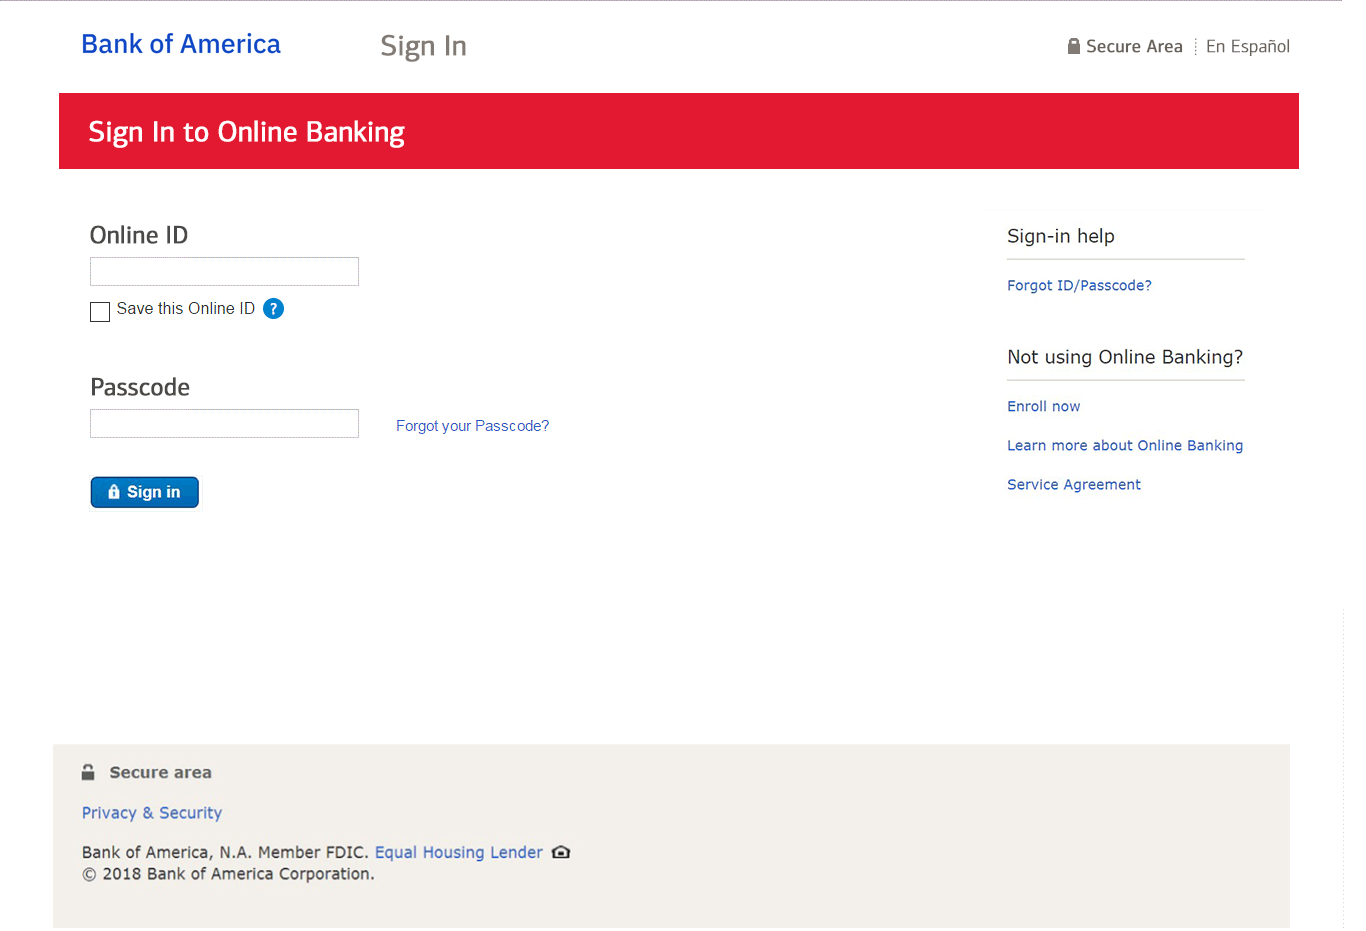 Bank of America
Sign In
Secure Area
En Español
Sign In to Online Banking
Online ID
Save this Online ID ?
Passcode
Forgot your Passcode?
Sign in
Sign-in help
Forgot ID/Passcode?
Not using Online Banking?
Enroll now
Learn more about Online Banking
Service Agreement
Secure area
Privacy & Security
Bank of America, N.A. Member FDIC. Equal Housing Lender
© 2018 Bank of America Corporation.